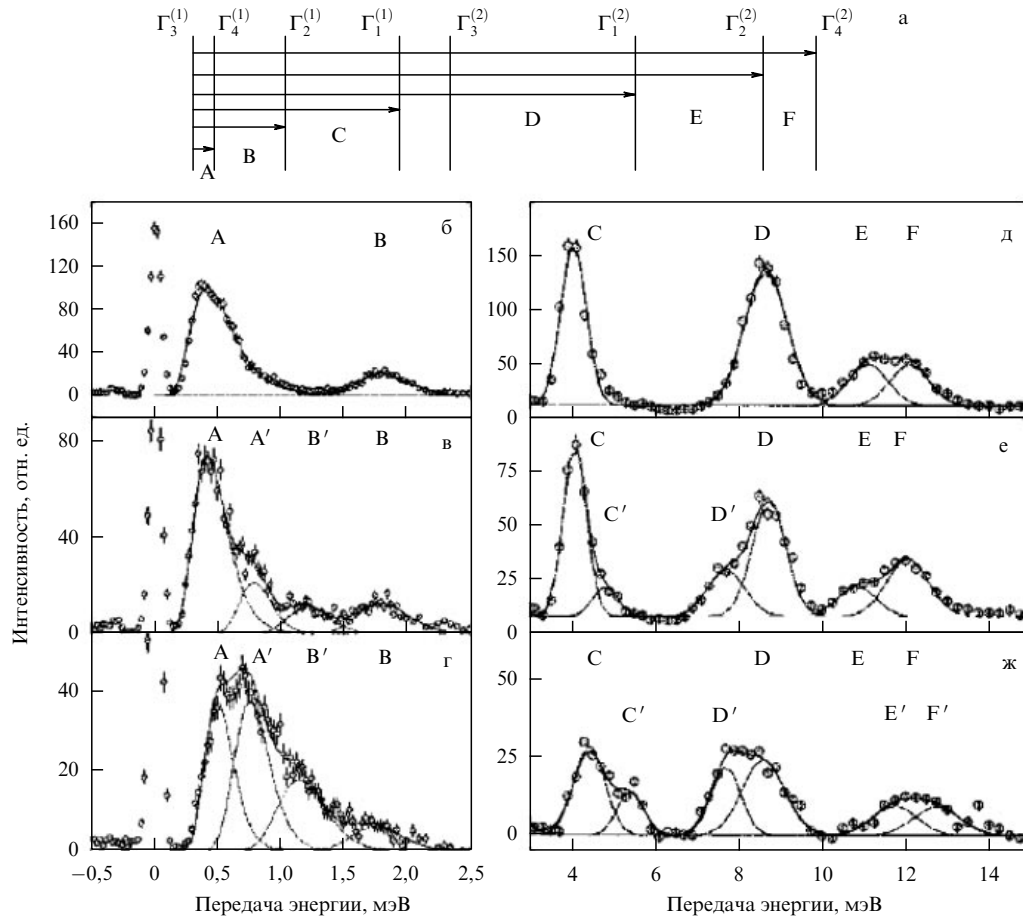 Γ₃⁽¹⁾ Γ₄⁽¹⁾ Γ₂⁽¹⁾ Γ₁⁽¹⁾ Γ₃⁽²⁾ Γ₁⁽²⁾ Γ₂⁽²⁾ Γ₄⁽²⁾ а
A B C D E F
Интенсивность, отн. ед.
160 120 80 40 0
A B б
80 40 0
A A′ B′ B в
40 20 0
A A′ B′ B г
−0,5 0 0,5 1,0 1,5 2,0 2,5
Передача энергии, мэВ
150 100 50 0
C D E F д
75 50 25 0
C D E F е
C′ D′
50 25 0
C D E F ж
C′ D′ E′ F′
4 6 8 10 12 14
Передача энергии, мэВ